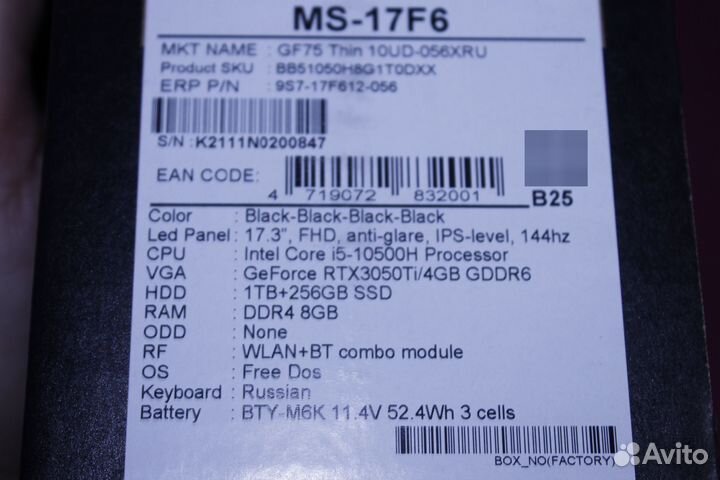 MS-17F6
MKT NAME : GF75 Thin 10UD-056XRU
Product SKU : BB51050H8G1T0DXX
ERP P/N : 9S7-17F612-056
S/N : K2111N0200847
EAN CODE:
4 719072 832001
B25
Color : Black-Black-Black-Black
Led Panel : 17.3", FHD, anti-glare, IPS-level, 144hz
CPU : Intel Core i5-10500H Processor
VGA : GeForce RTX3050Ti/4GB GDDR6
HDD : 1TB+256GB SSD
RAM : DDR4 8GB
ODD : None
RF : WLAN+BT combo module
OS : Free Dos
Keyboard : Russian
Battery : BTY-M6K 11.4V 52.4Wh 3 cells
BOX_NO(FACTORY)
Avito